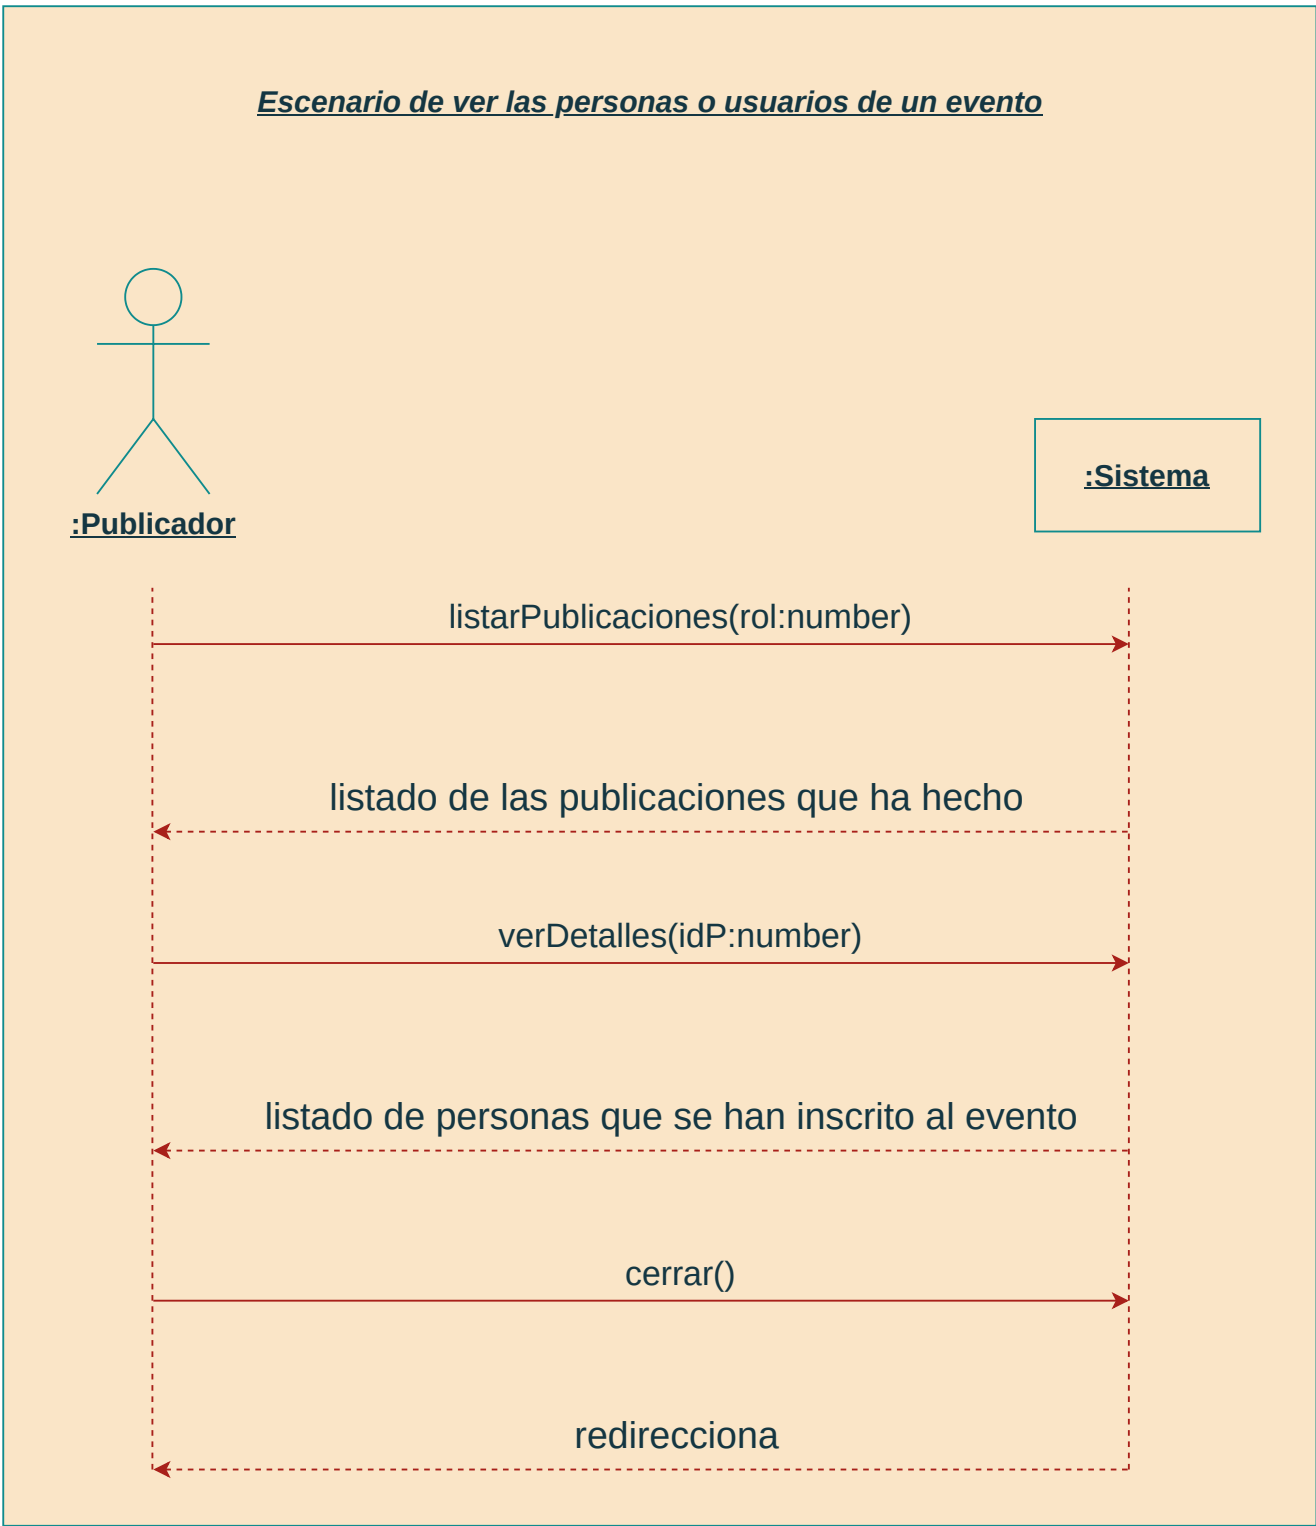 Escenario de ver las personas o usuarios de un evento
:Sistema
:Publicador
listarPublicaciones(rol:number)
listado de las publicaciones que ha hecho
verDetalles(idP:number)
listado de personas que se han inscrito al evento
cerrar()
redirecciona